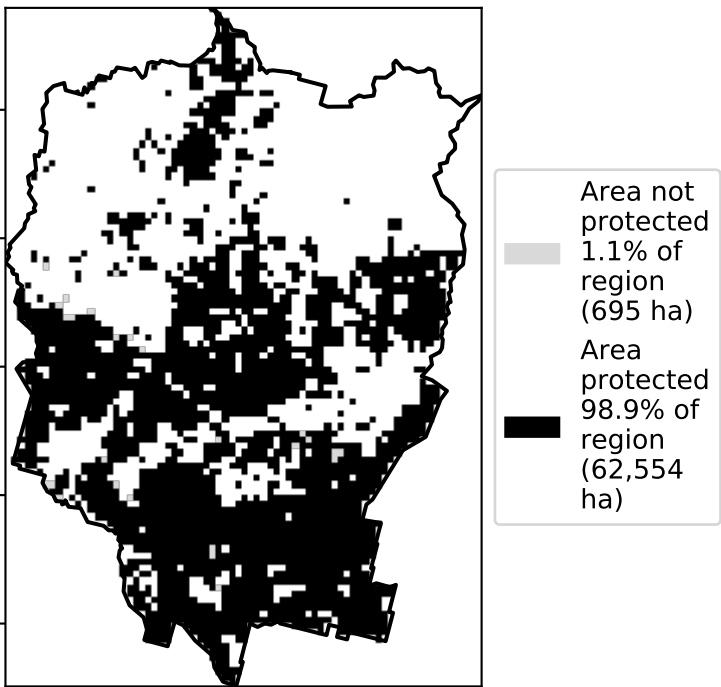 Area not
protected
1.1% of
region
(695 ha)
Area
protected
98.9% of
region
(62,554
ha)